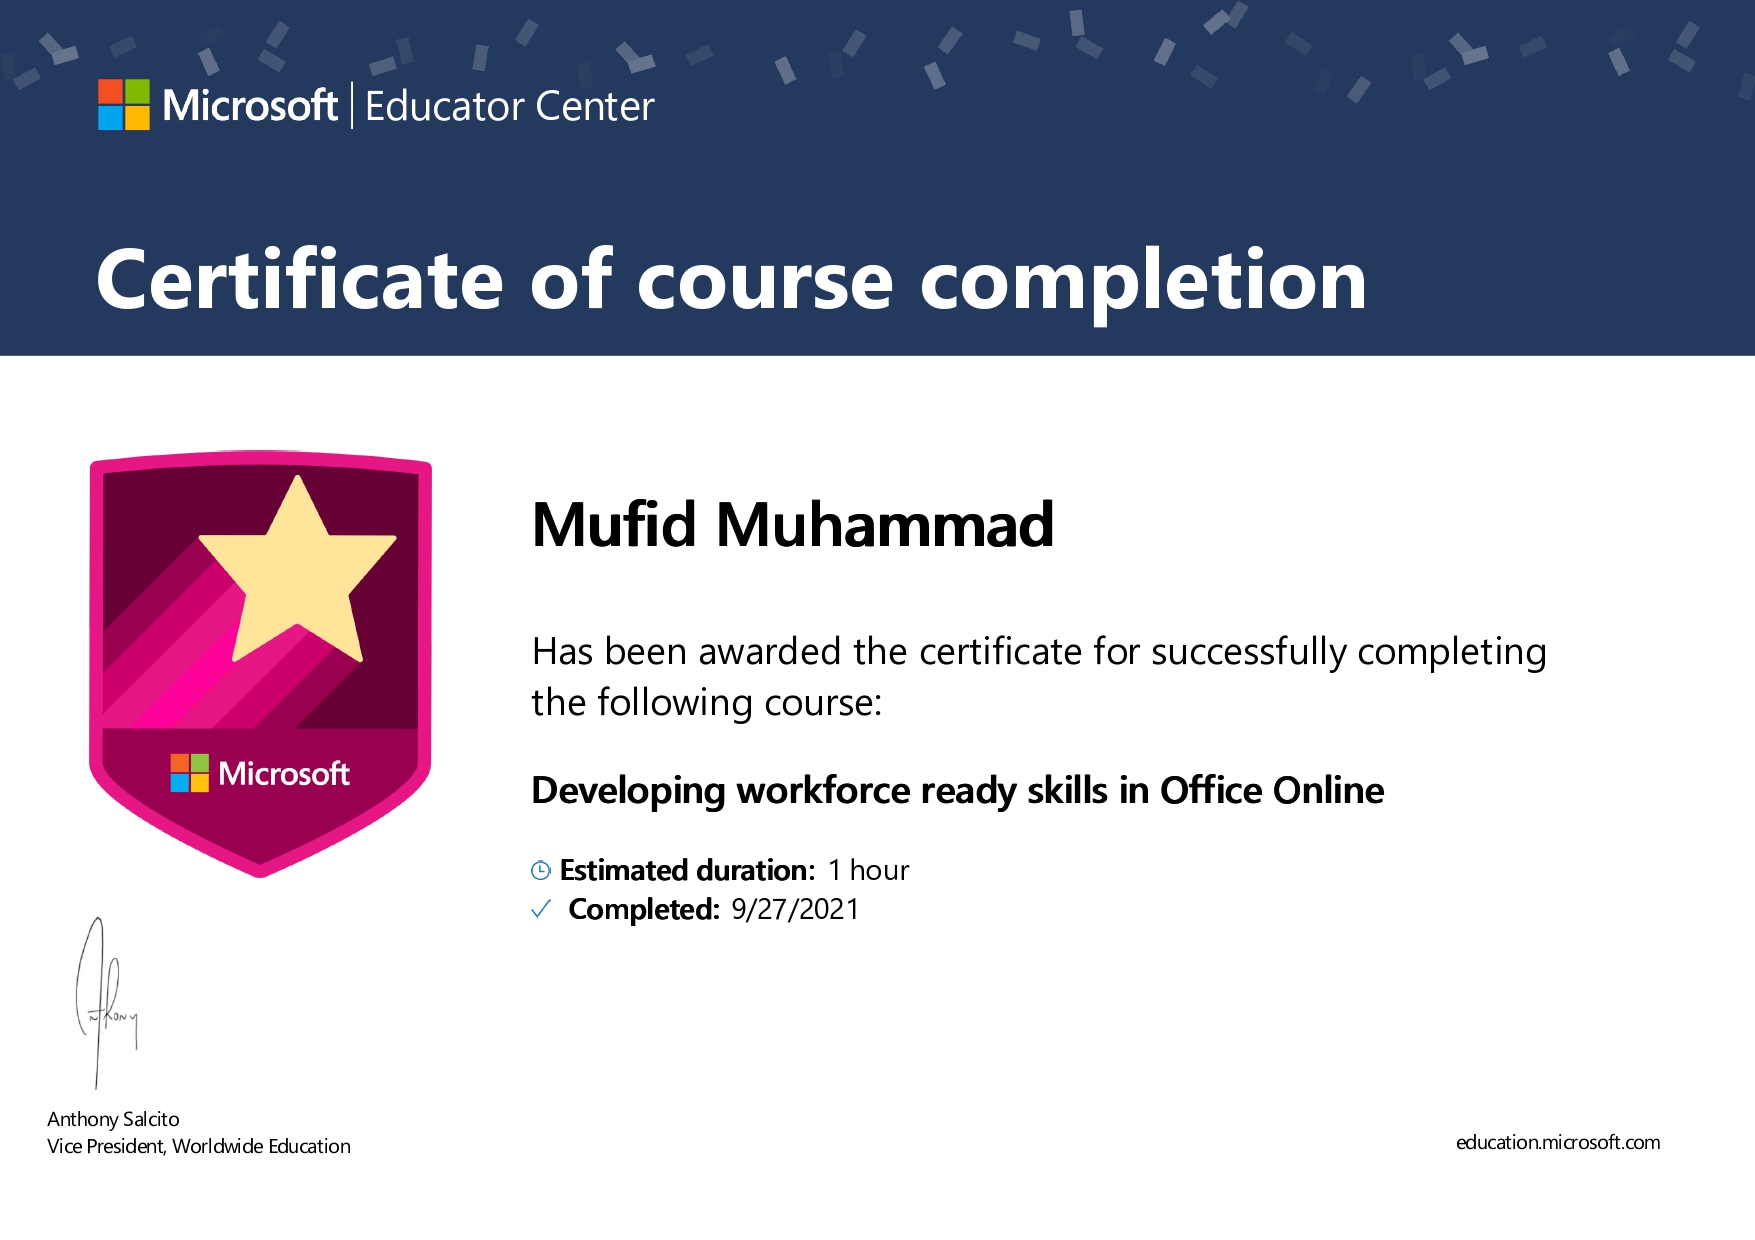 Microsoft | Educator Center
Certificate of course completion
Mufid Muhammad
Has been awarded the certificate for successfully completing
the following course:
Developing workforce ready skills in Office Online
Estimated duration: 1 hour
Completed: 9/27/2021
Microsoft
Anthony
Anthony Salcito
Vice President, Worldwide Education
education.microsoft.com